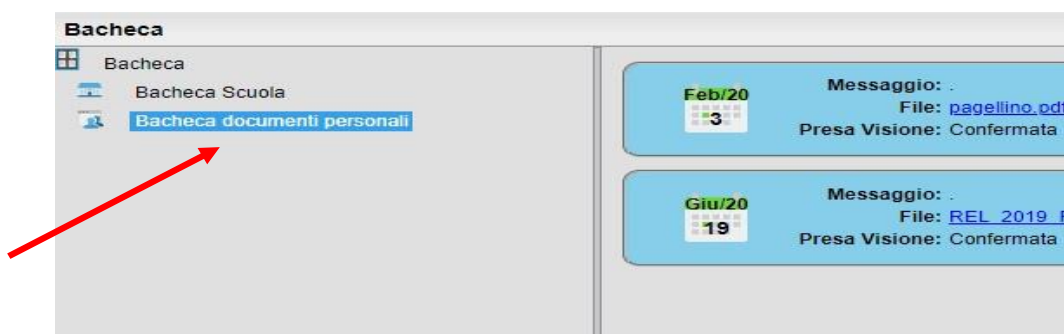 Bacheca
Bacheca
Bacheca Scuola
Bacheca documenti personali
Feb/20
3
Messaggio: .
File: pagellino.pdf
Presa Visione: Confermata
Giu/20
19
Messaggio: .
File: REL_2019_
Presa Visione: Confermata